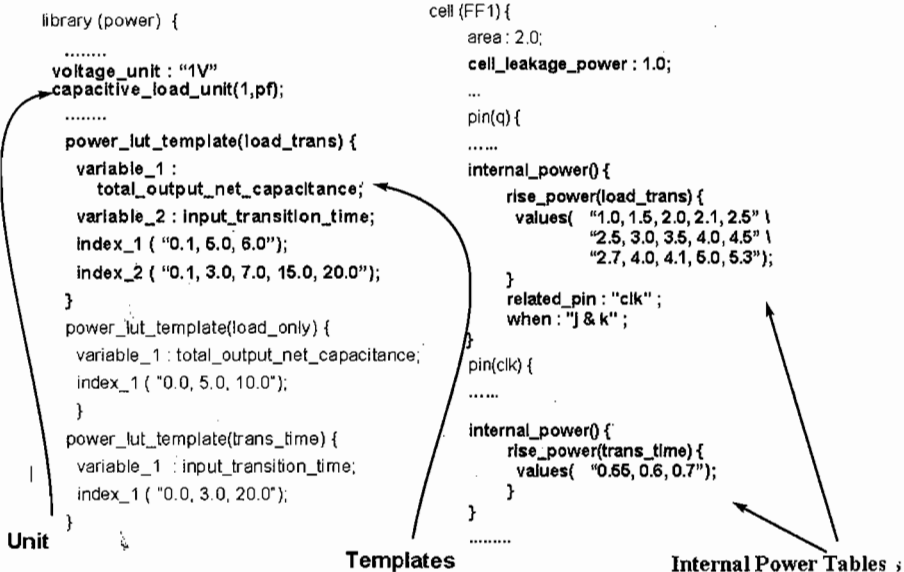 library (power) {
........
voltage_unit : "1V"
capacitive_load_unit(1,pf);
........
power_lut_template(load_trans) {
variable_1 :
total_output_net_capacitance;
variable_2 : input_transition_time;
index_1 ( "0.1, 5.0, 6.0");
index_2 ( "0.1, 3.0, 7.0, 15.0, 20.0");
}
power_lut_template(load_only) {
variable_1 : total_output_net_capacitance;
index_1 ( "0.0, 5.0, 10.0");
}
power_lut_template(trans_time) {
variable_1 : input_transition_time;
index_1 ( "0.0, 3.0, 20.0");
}
Unit
cell (FF1) {
area : 2.0;
cell_leakage_power : 1.0;
...
pin(q) {
......
internal_power() {
rise_power(load_trans) {
values( "1.0, 1.5, 2.0, 2.1, 2.5" \
"2.5, 3.0, 3.5, 4.0, 4.5" \
"2.7, 4.0, 4.1, 5.0, 5.3");
}
related_pin : "clk" ;
when : "j & k" ;
}
pin(clk) {
......
internal_power() {
rise_power(trans_time) {
values( "0.55, 0.6, 0.7");
}
}
.........
Templates
Internal Power Tables ;